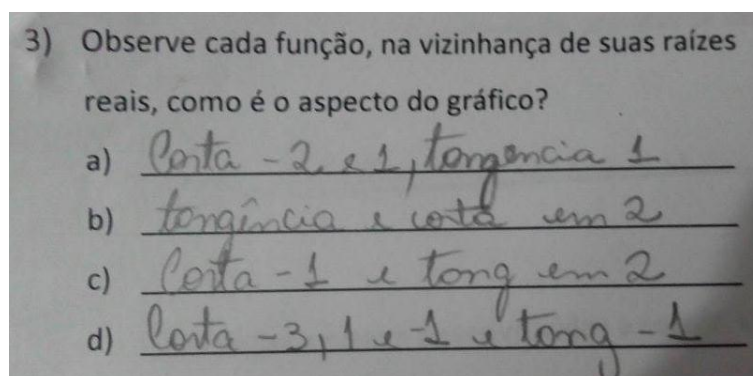 3) Observe cada função, na vizinhança de suas raízes
reais, como é o aspecto do gráfico?
a) Corta -2 e 1, tangencia 1
b) tangência e corta em 2
c) Corta -1 e tang em 2
d) Corta -3, 1 e -1 e tang -1